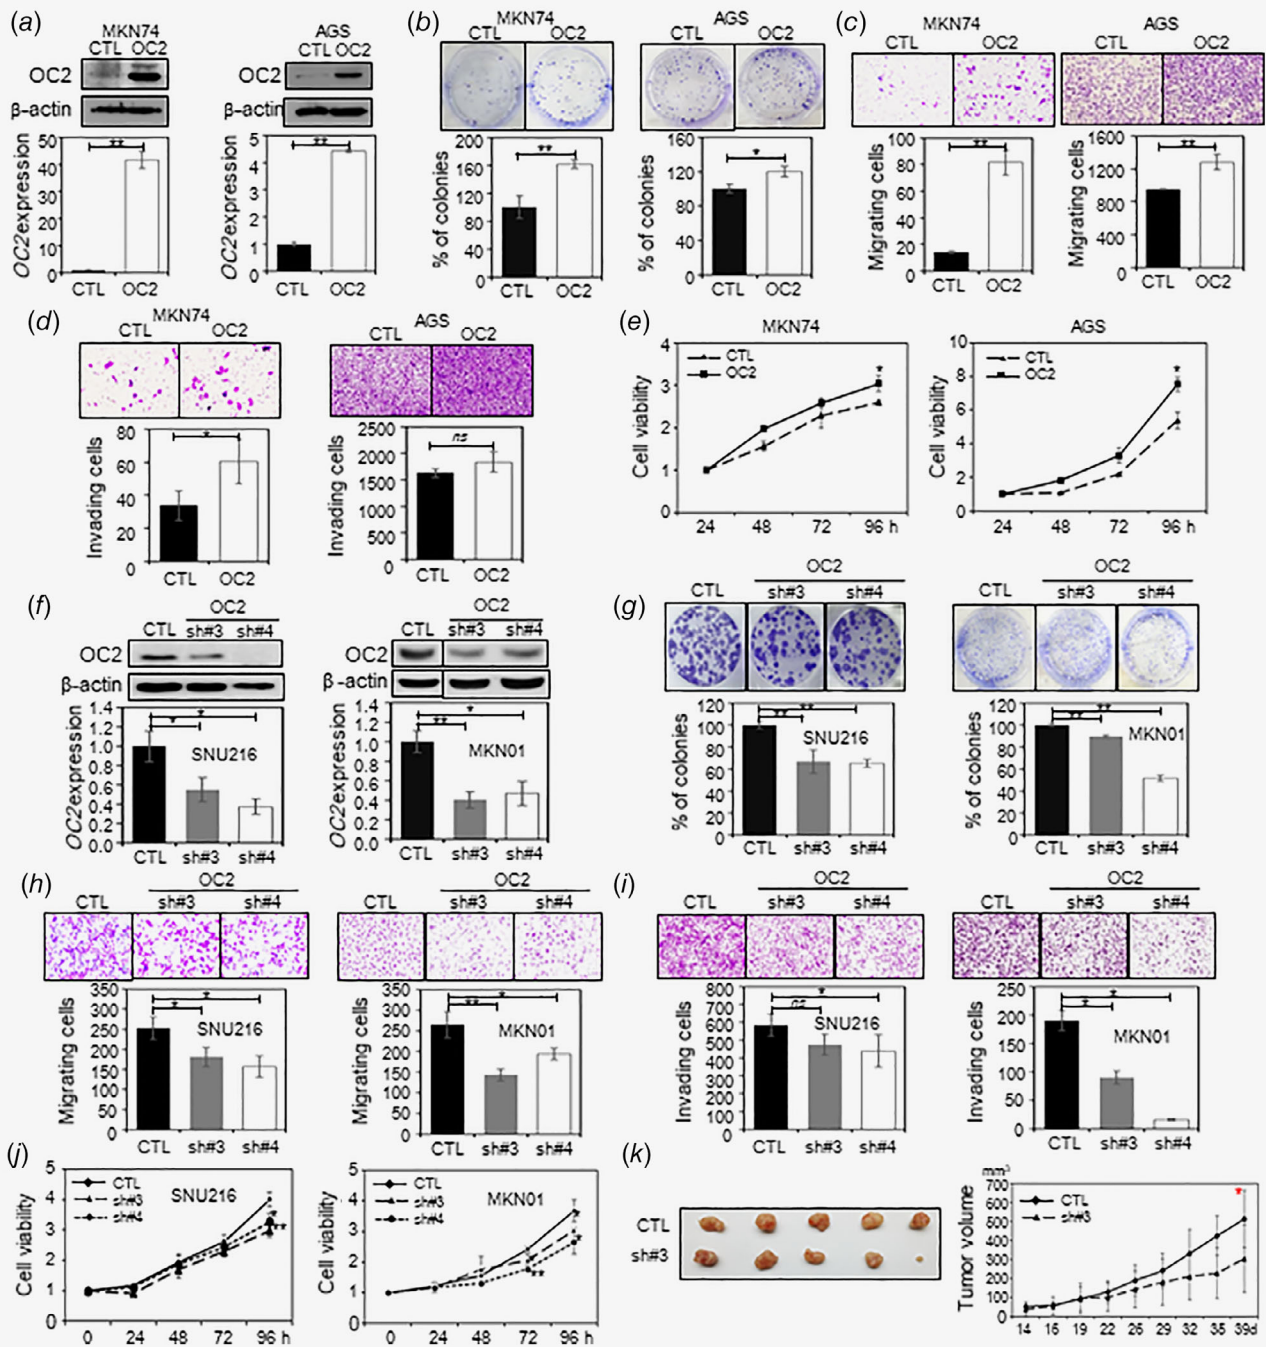 (a)
MKN74
CTL OC2
OC2
β-actin
OC2 expression
50
40
30
20
10
0
**
CTL OC2
AGS
CTL OC2
OC2
β-actin
OC2 expression
5
4
3
2
1
0
**
CTL OC2
(b)
MKN74
CTL OC2
% of colonies
200
160
120
80
40
0
**
CTL OC2
AGS
CTL OC2
% of colonies
160
120
80
40
0
*
CTL OC2
(c)
MKN74
CTL OC2
Migrating cells
100
80
60
40
20
0
**
CTL OC2
AGS
CTL OC2
Migrating cells
1600
1200
800
400
0
**
CTL OC2
(d)
MKN74
CTL OC2
Invading cells
80
60
40
20
0
*
CTL OC2
AGS
CTL OC2
Invading cells
2500
2000
1500
1000
500
0
ns
CTL OC2
(e)
MKN74
Cell viability
4
3
2
1
0
CTL
OC2
*
24 48 72 96 h
AGS
Cell viability
10
8
6
4
2
0
CTL
OC2
*
24 48 72 96 h
(f)
OC2
CTL sh#3 sh#4
OC2
β-actin
OC2 expression
1.4
1.2
1.0
0.8
0.6
0.4
0.2
0.0
*
*
SNU216
CTL sh#3 sh#4
OC2
CTL sh#3 sh#4
OC2
β-actin
OC2 expression
1.4
1.2
1.0
0.8
0.6
0.4
0.2
0.0
*
**
MKN01
CTL sh#3 sh#4
(g)
OC2
CTL sh#3 sh#4
% of colonies
120
100
80
60
40
20
0
**
**
SNU216
CTL sh#3 sh#4
OC2
CTL sh#3 sh#4
% of colonies
120
100
80
60
40
20
0
**
**
MKN01
CTL sh#3 sh#4
(h)
OC2
CTL sh#3 sh#4
Migrating cells
350
300
250
200
150
100
50
0
*
*
SNU216
CTL sh#3 sh#4
OC2
CTL sh#3 sh#4
Migrating cells
350
300
250
200
150
100
50
0
*
**
MKN01
CTL sh#3 sh#4
(i)
OC2
CTL sh#3 sh#4
Invading cells
800
700
600
500
400
300
200
100
0
*
ns
SNU216
CTL sh#3 sh#4
OC2
CTL sh#3 sh#4
Invading cells
250
200
150
100
50
0
*
*
MKN01
CTL sh#3 sh#4
(j)
Cell viability
5
4
3
2
1
0
CTL
sh#3
sh#4
SNU216
*
**
0 24 48 72 96 h
Cell viability
5
4
3
2
1
0
CTL
sh#3
sh#4
MKN01
*
*
*
**
0 24 48 72 96 h
(k)
CTL
sh#3
mm³
Tumor volume
700
600
500
400
300
200
100
0
CTL
sh#3
*
14 16 19 22 26 29 32 35 39d